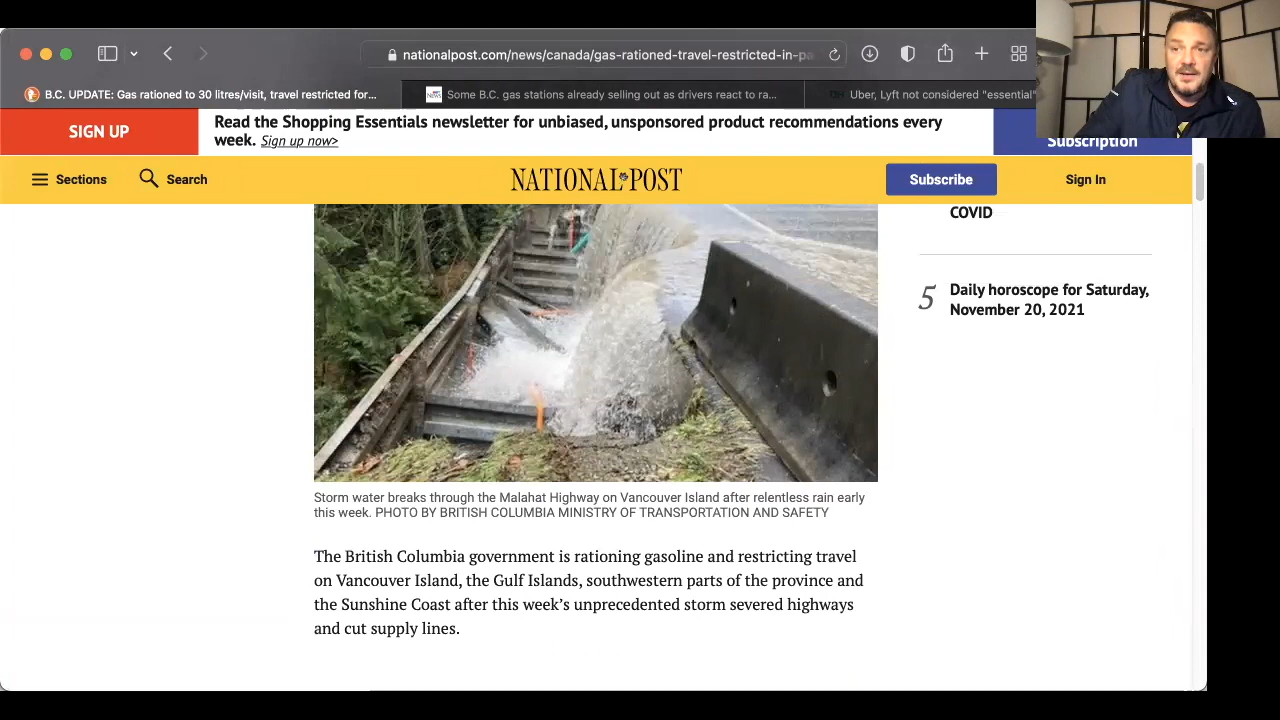 nationalpost.com/news/canada/gas-rationed-travel-restricted-in-pa
B.C. UPDATE: Gas rationed to 30 litres/visit, travel restricted for...
Some B.C. gas stations already selling out as drivers react to ra...
Uber, Lyft not considered "essential"
SIGN UP
Read the Shopping Essentials newsletter for unbiased, unsponsored product recommendations every
week. Sign up now>
Subscription
Sections
Search
NATIONAL POST
Subscribe
Sign In
COVID
5
Daily horoscope for Saturday,
November 20, 2021
Storm water breaks through the Malahat Highway on Vancouver Island after relentless rain early
this week. PHOTO BY BRITISH COLUMBIA MINISTRY OF TRANSPORTATION AND SAFETY
The British Columbia government is rationing gasoline and restricting travel
on Vancouver Island, the Gulf Islands, southwestern parts of the province and
the Sunshine Coast after this week’s unprecedented storm severed highways
and cut supply lines.